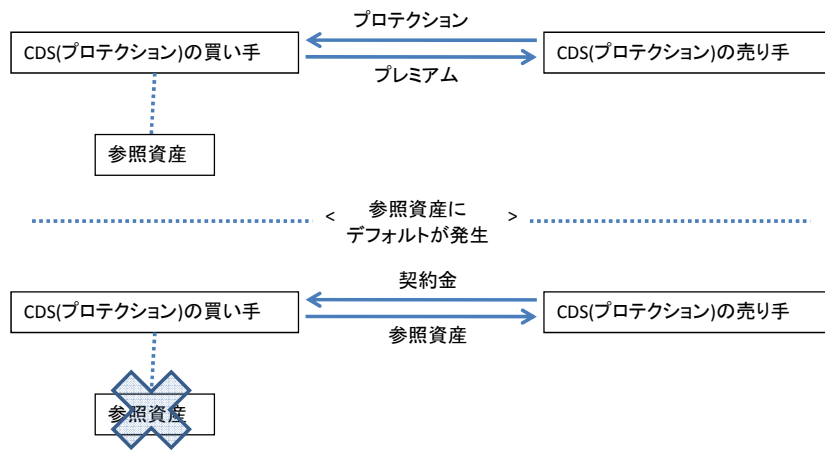 プロテクション
CDS(プロテクション)の買い手
CDS(プロテクション)の売り手
プレミアム
参照資産
< 参照資産に >
デフォルトが発生
契約金
CDS(プロテクション)の買い手
CDS(プロテクション)の売り手
参照資産
参照資産